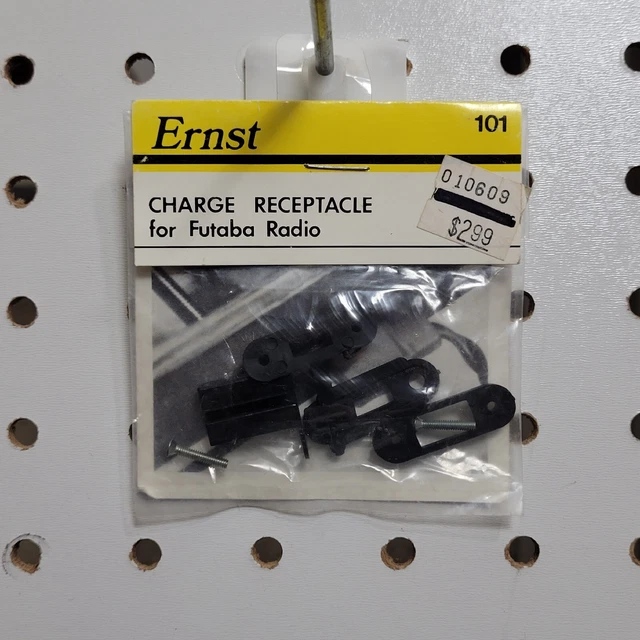 Ernst
101
CHARGE RECEPTACLE
for Futaba Radio
010609
$299